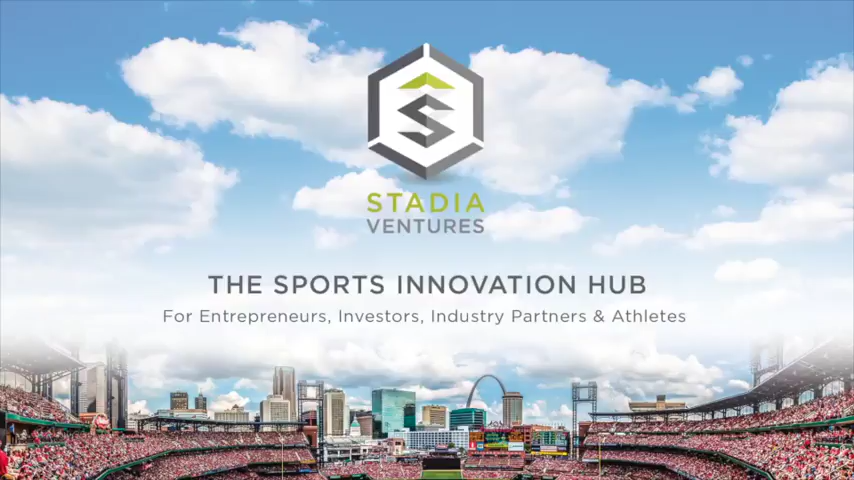 STADIA
VENTURES
THE SPORTS INNOVATION HUB
For Entrepreneurs, Investors, Industry Partners & Athletes